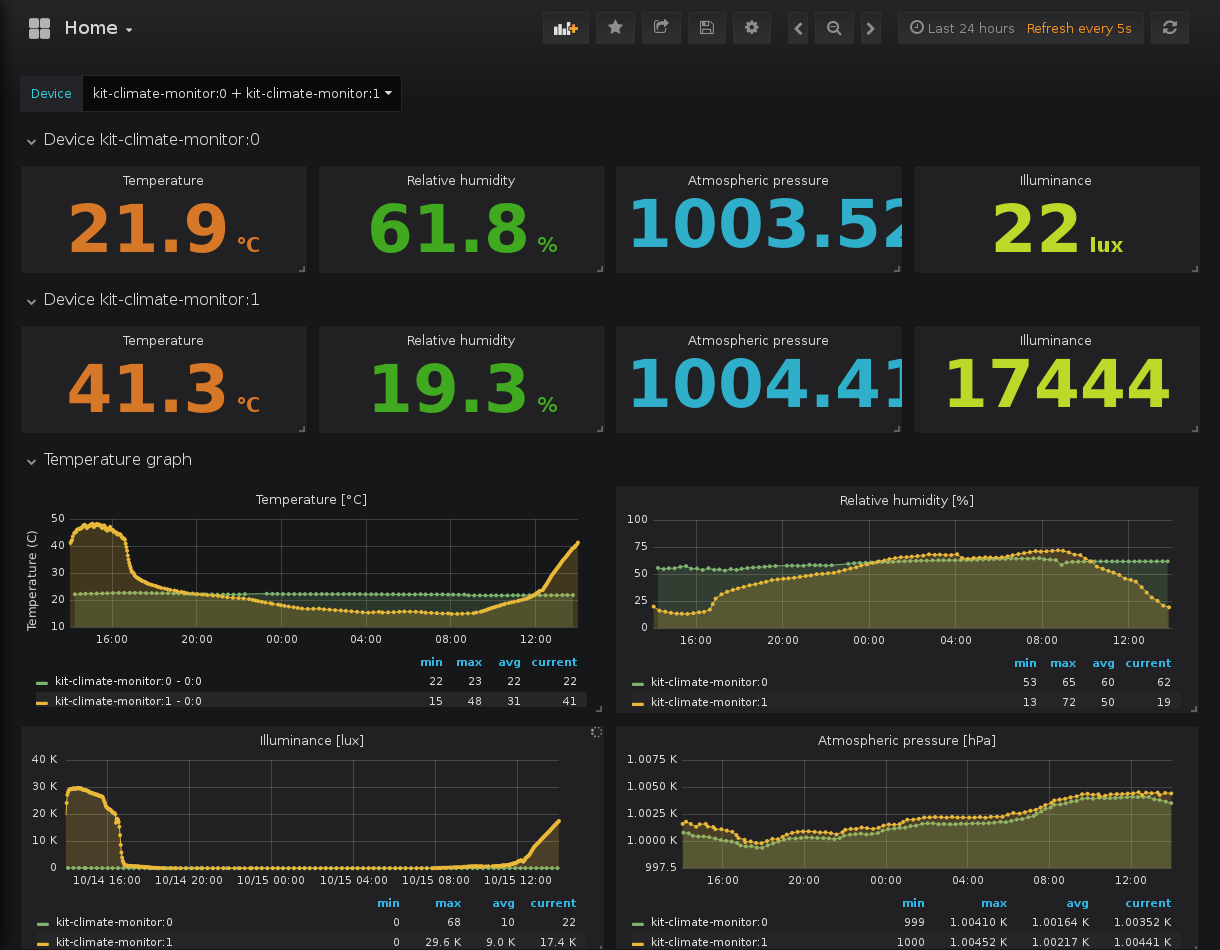 Home
Last 24 hours Refresh every 5s
Device kit-climate-monitor:0 + kit-climate-monitor:1
Device kit-climate-monitor:0
Temperature Relative humidity Atmospheric pressure Illuminance
21.9 °C 61.8 % 1003.52 22 lux
Device kit-climate-monitor:1
Temperature Relative humidity Atmospheric pressure Illuminance
41.3 °C 19.3 % 1004.41 17444
Temperature graph
Temperature [°C]
Temperature (C)
50
40
30
20
10
16:00 20:00 00:00 04:00 08:00 12:00
min max avg current
kit-climate-monitor:0 - 0:0 22 23 22 22
kit-climate-monitor:1 - 0:0 15 48 31 41
Relative humidity [%]
100
75
50
25
0
16:00 20:00 00:00 04:00 08:00 12:00
min max avg current
kit-climate-monitor:0 53 65 60 62
kit-climate-monitor:1 13 72 50 19
Illuminance [lux]
40 K
30 K
20 K
10 K
0
10/14 16:00 10/14 20:00 10/15 00:00 10/15 04:00 10/15 08:00 10/15 12:00
min max avg current
kit-climate-monitor:0 0 68 10 22
kit-climate-monitor:1 0 29.6 K 9.0 K 17.4 K
Atmospheric pressure [hPa]
1.0075 K
1.0050 K
1.0025 K
1.0000 K
997.5
16:00 20:00 00:00 04:00 08:00 12:00
min max avg current
kit-climate-monitor:0 999 1.00410 K 1.00164 K 1.00352 K
kit-climate-monitor:1 1000 1.00452 K 1.00217 K 1.00441 K